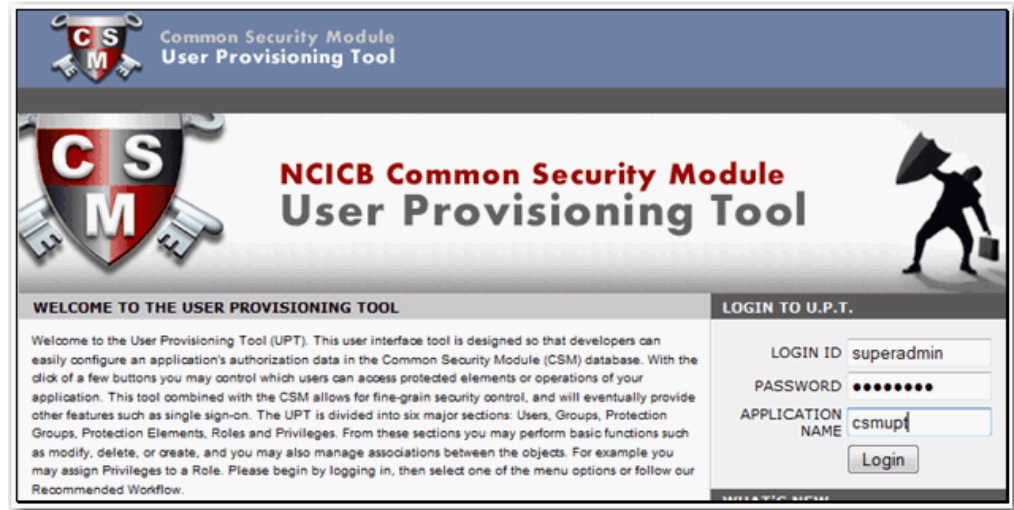 CSM
Common Security Module
User Provisioning Tool
CSM
NCICB Common Security Module
User Provisioning Tool
WELCOME TO THE USER PROVISIONING TOOL
Welcome to the User Provisioning Tool (UPT). This user interface tool is designed so that developers can
easily configure an application's authorization data in the Common Security Module (CSM) database. With the
click of a few buttons you may control which users can access protected elements or operations of your
application. This tool combined with the CSM allows for fine-grain security control, and will eventually provide
other features such as single sign-on. The UPT is divided into six major sections: Users, Groups, Protection
Groups, Protection Elements, Roles and Privileges. From these sections you may perform basic functions such
as modify, delete, or create, and you may also manage associations between the objects. For example you
may assign Privileges to a Role. Please begin by logging in, then select one of the menu options or follow our
Recommended Workflow.
LOGIN TO U.P.T.
LOGIN ID superadmin
PASSWORD ●●●●●●●●
APPLICATION
NAME csmupt
Login
WHAT'S NEW